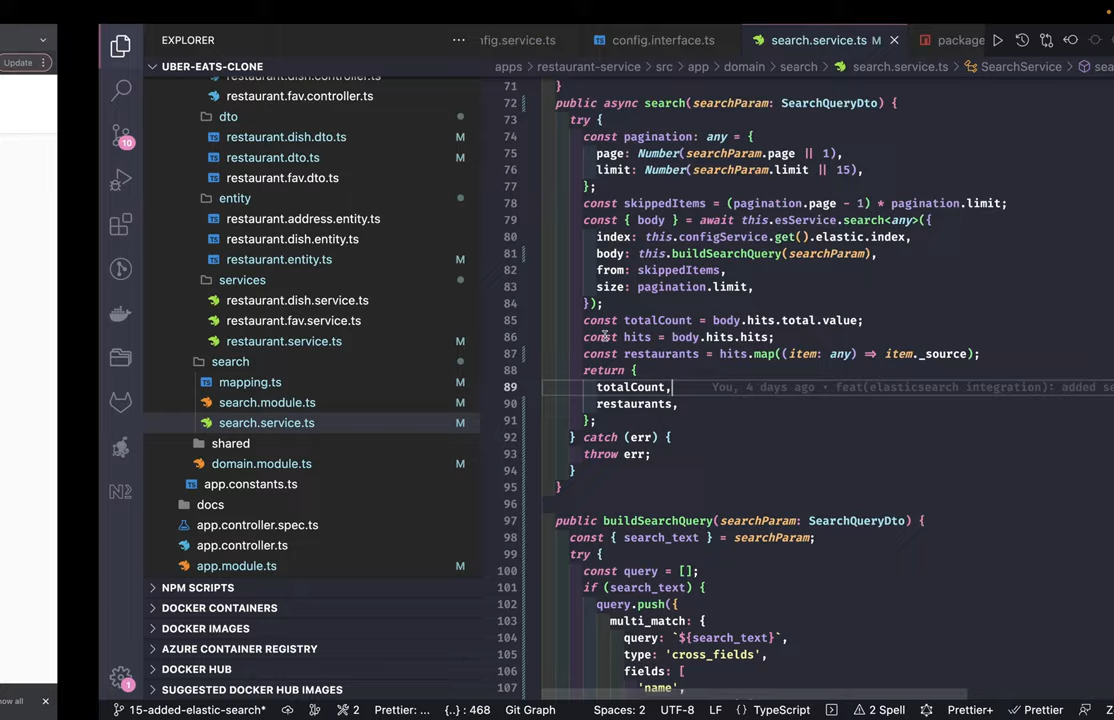 Update
now all
EXPLORER
UBER-EATS-CLONE
restaurant.dish.controller.ts
restaurant.fav.controller.ts
dto
restaurant.dish.dto.ts M
restaurant.dto.ts M
restaurant.fav.dto.ts
entity
restaurant.address.entity.ts
restaurant.dish.entity.ts
restaurant.entity.ts M
services
restaurant.dish.service.ts
restaurant.fav.service.ts
restaurant.service.ts M
search
mapping.ts M
search.module.ts M
search.service.ts M
shared
domain.module.ts M
app.constants.ts
docs
app.controller.spec.ts
app.controller.ts
app.module.ts M
NPM SCRIPTS
DOCKER CONTAINERS
DOCKER IMAGES
AZURE CONTAINER REGISTRY
DOCKER HUB
SUGGESTED DOCKER HUB IMAGES
10
1
nfig.service.ts config.interface.ts search.service.ts M package
apps > restaurant-service > src > app > domain > search > search.service.ts > SearchService > sea
71 }
72 public async search(searchParam: SearchQueryDto) {
73 try {
74 const pagination: any = {
75 page: Number(searchParam.page || 1),
76 limit: Number(searchParam.limit || 15),
77 };
78 const skippedItems = (pagination.page - 1) * pagination.limit;
79 const { body } = await this.esService.search<any>({
80 index: this.configService.get().elastic.index,
81 body: this.buildSearchQuery(searchParam),
82 from: skippedItems,
83 size: pagination.limit,
84 });
85 const totalCount = body.hits.total.value;
86 const hits = body.hits.hits;
87 const restaurants = hits.map((item: any) => item._source);
88 return {
89 totalCount, You, 4 days ago • feat(elasticsearch integration): added se
90 restaurants,
91 };
92 } catch (err) {
93 throw err;
94 }
95 }
96
97 public buildSearchQuery(searchParam: SearchQueryDto) {
98 const { search_text } = searchParam;
99 try {
100 const query = [];
101 if (search_text) {
102 query.push({
103 multi_match: {
104 query: `${search_text}`,
105 type: 'cross_fields',
106 fields: [
107 'name',
15-added-elastic-search* 2 Prettier: ... {..} : 468 Git Graph Spaces: 2 UTF-8 LF {} TypeScript 2 Spell Prettier+ Prettier